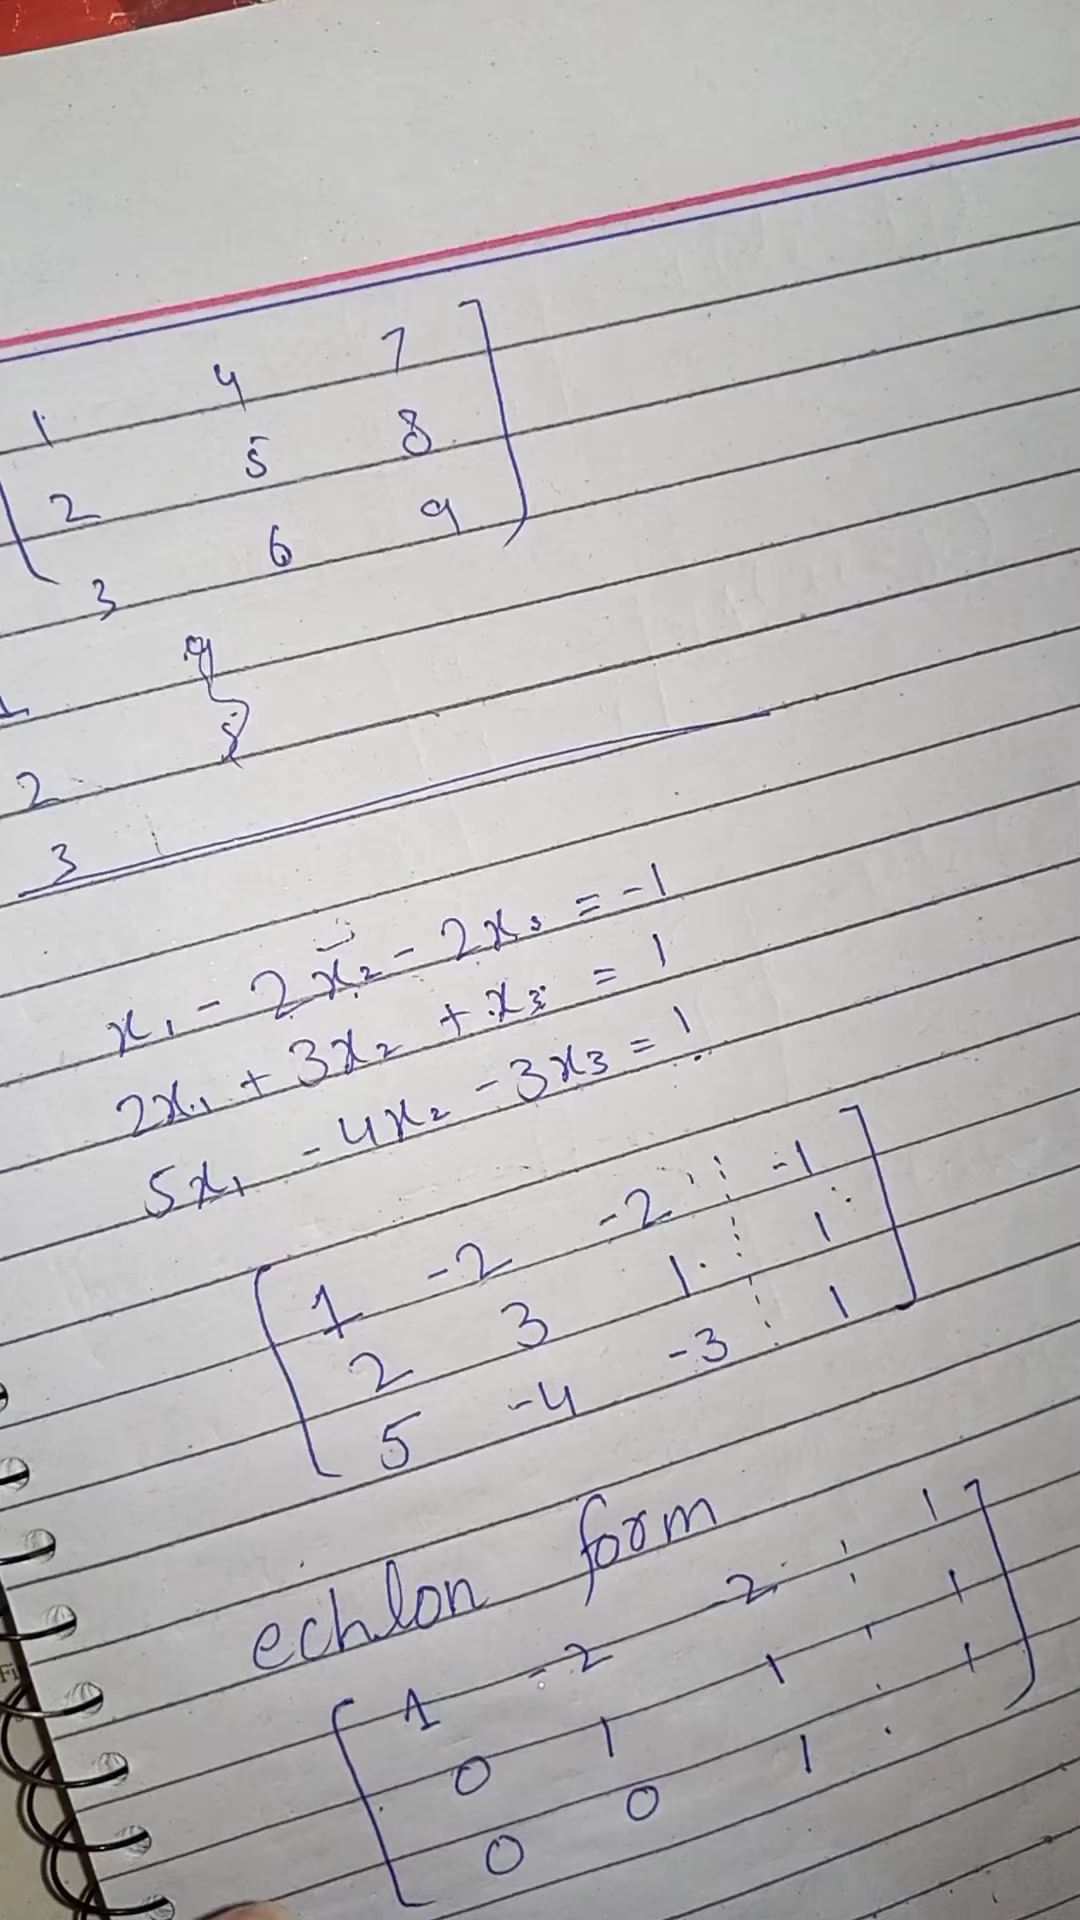 1 4 7
2 5 8
3 6 9
1 9
2 8
3
x₁ - 2x₂ - 2x₃ = -1
2x₁ + 3x₂ + x₃ = 1
5x₁ - 4x₂ - 3x₃ = 1
1 -2 -2 -1
2 3 1 1
5 -4 -3 1
echlon form
1 -2 -2 1
0 1 1 1
0 0 1 1